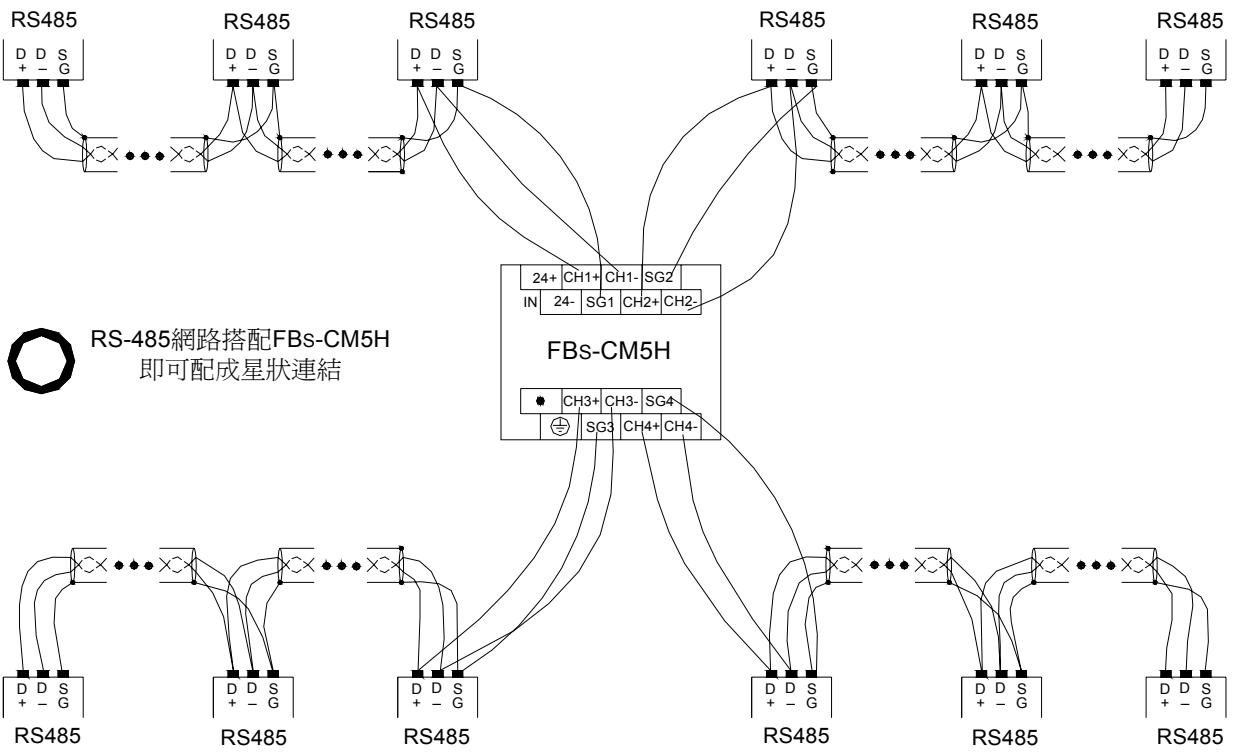 RS485 RS485 RS485 RS485 RS485 RS485
D D S D D S D D S D D S D D S D D S
+ – G + – G + – G + – G + – G + – G
24+ CH1+ CH1- SG2
IN 24- SG1 CH2+ CH2-
FBs-CM5H
RS-485網路搭配FBs-CM5H
即可配成星狀連結
CH3+ CH3- SG4
SG3 CH4+ CH4-
D D S D D S D D S D D S D D S D D S
+ – G + – G + – G + – G + – G + – G
RS485 RS485 RS485 RS485 RS485 RS485